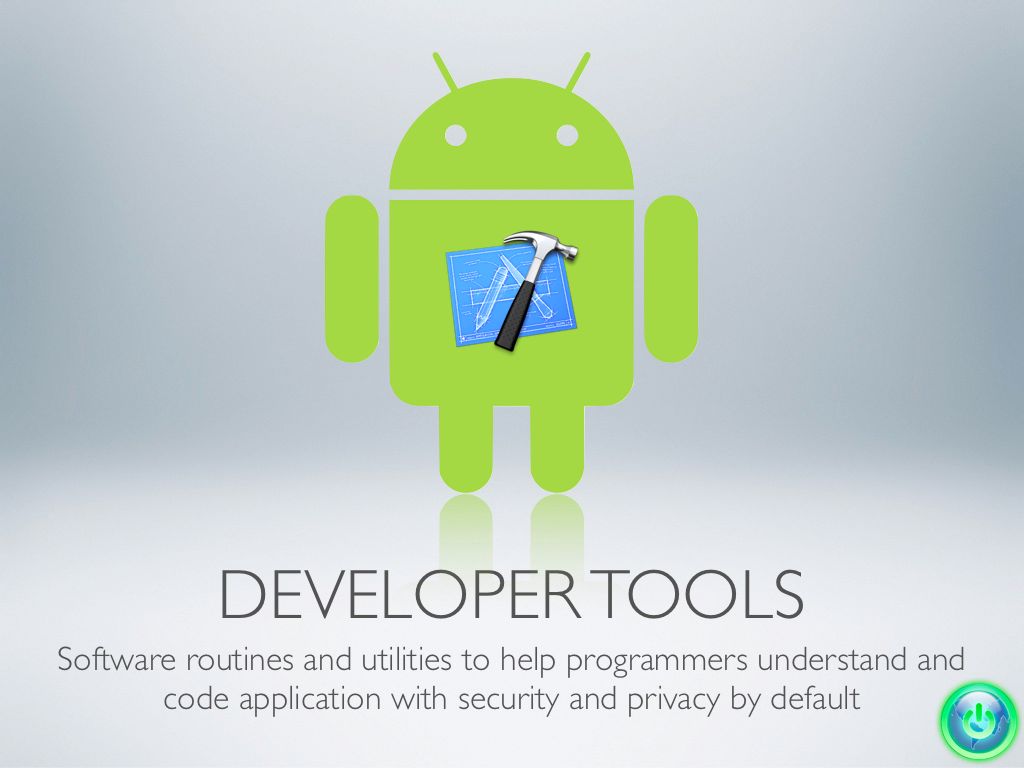 DEVELOPER TOOLS
Software routines and utilities to help programmers understand and
code application with security and privacy by default